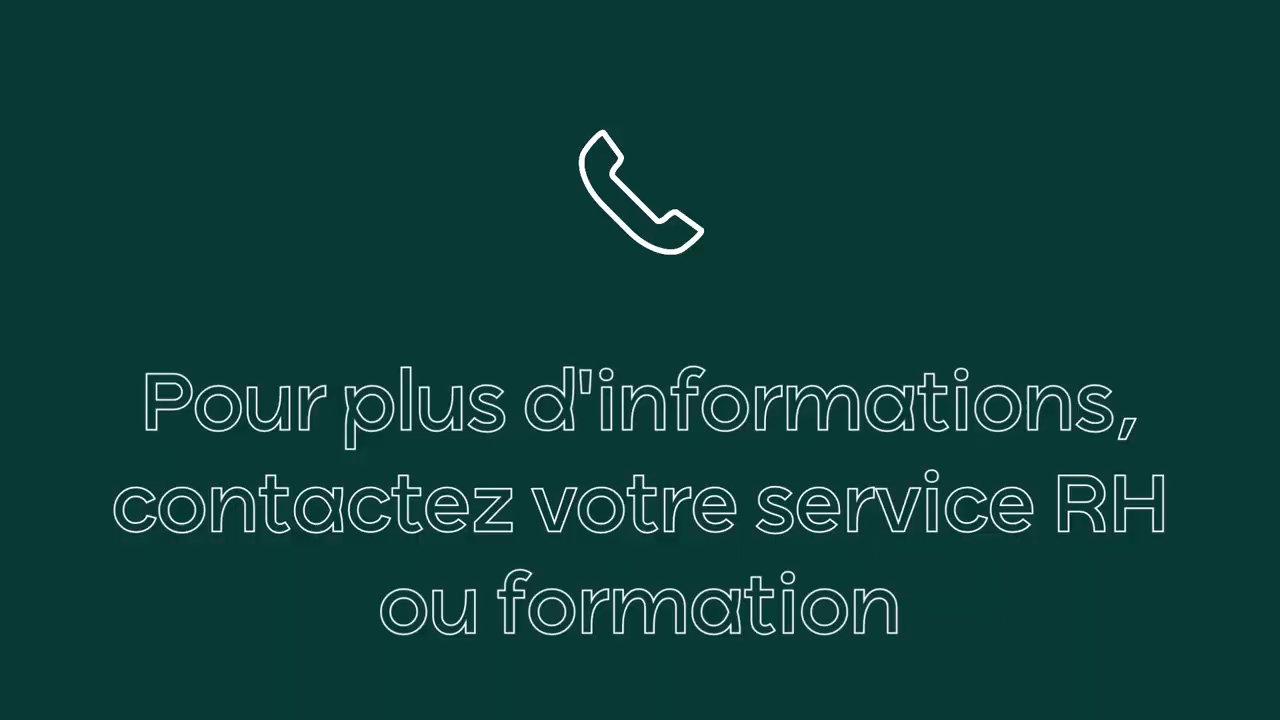 Pour plus d'informations,
contactez votre service RH
ou formation